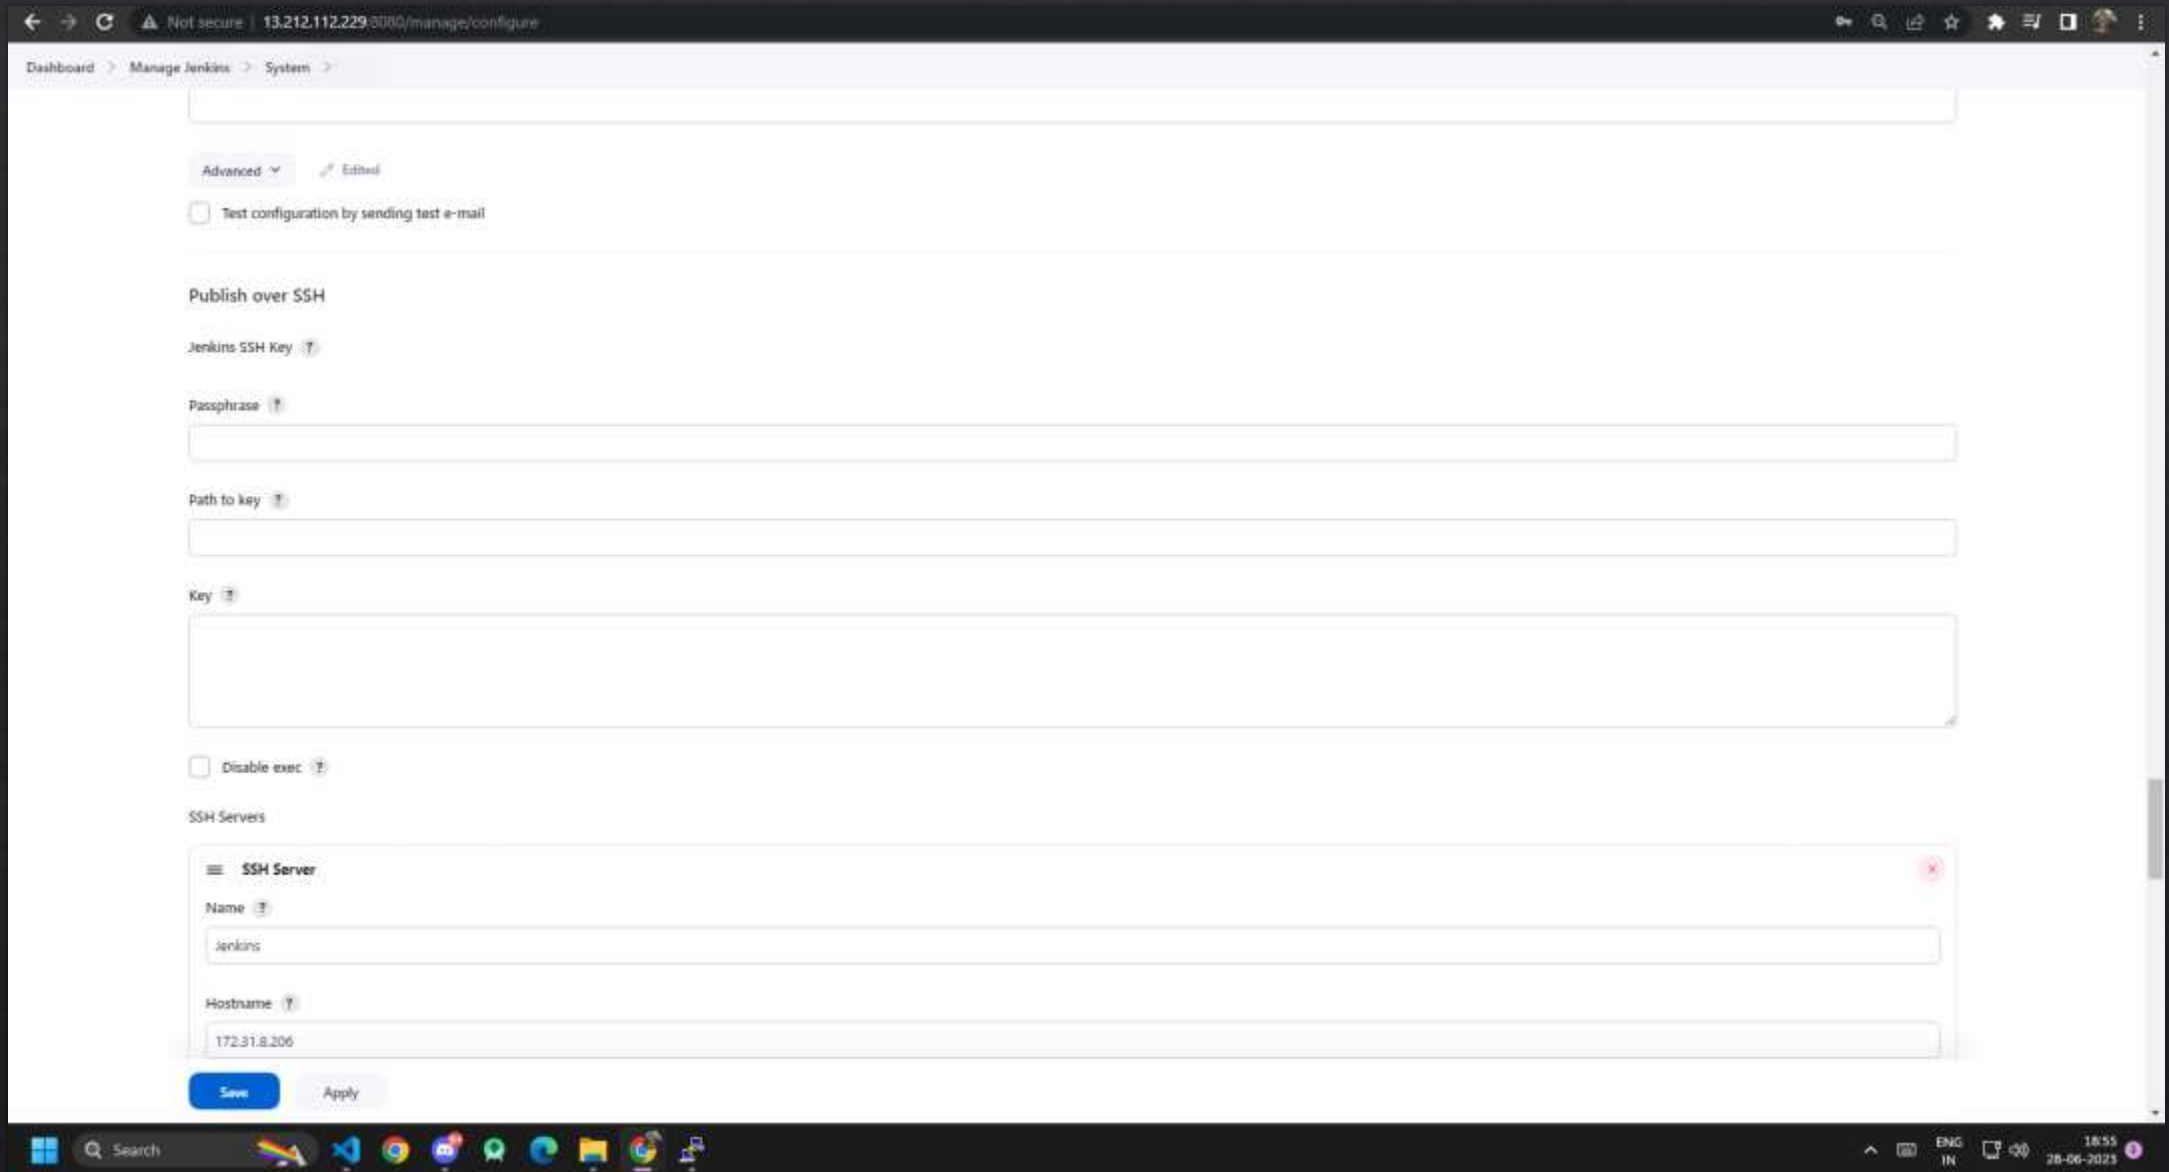 Not secure | 13.212.112.229:8080/manage/configure
Dashboard > Manage Jenkins > System >
Advanced Edited
Test configuration by sending test e-mail
Publish over SSH
Jenkins SSH Key ?
Passphrase ?
Path to key ?
Key ?
Disable exec ?
SSH Servers
SSH Server
Name ?
Jenkins
Hostname ?
172.31.8.206
Save Apply
Search
ENG
IN
18:55
28-06-2023